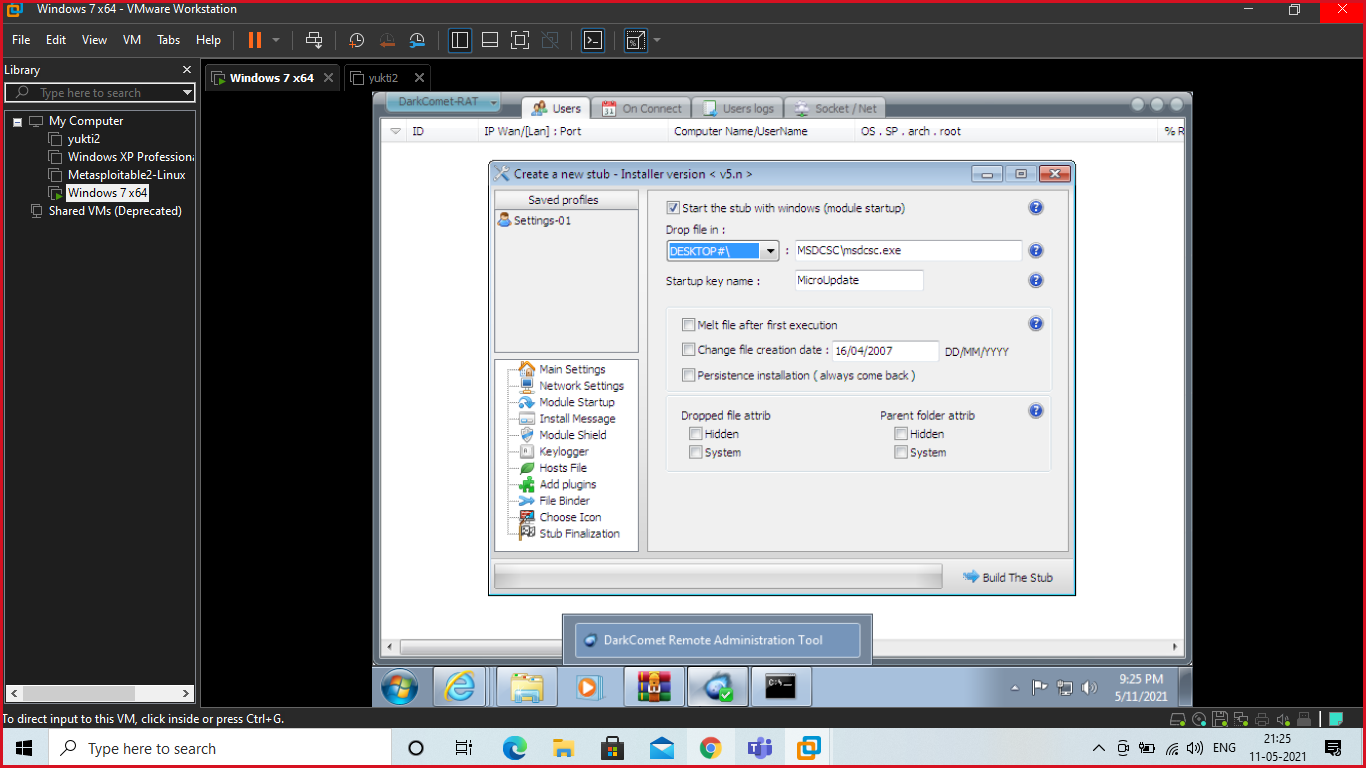 Windows 7 x64 - VMware Workstation
File Edit View VM Tabs Help
Library
Type here to search
My Computer
yukti2
Windows XP Professiona
Metasploitable2-Linux
Windows 7 x64
Shared VMs (Deprecated)
Windows 7 x64
yukti2
DarkComet-RAT
Users
On Connect
Users logs
Socket / Net
ID
IP Wan/[Lan] : Port
Computer Name/UserName
OS . SP . arch . root
% R
Create a new stub - Installer version < v5.n >
Saved profiles
Settings-01
Main Settings
Network Settings
Module Startup
Install Message
Module Shield
Keylogger
Hosts File
Add plugins
File Binder
Choose Icon
Stub Finalization
Start the stub with windows (module startup)
Drop file in :
DESKTOP#\ : MSDCSC\msdcsc.exe
Startup key name : MicroUpdate
Melt file after first execution
Change file creation date : 16/04/2007 DD/MM/YYYY
Persistence installation ( always come back )
Dropped file attrib
Hidden
System
Parent folder attrib
Hidden
System
Build The Stub
DarkComet Remote Administration Tool
9:25 PM
5/11/2021
To direct input to this VM, click inside or press Ctrl+G.
Type here to search
ENG
21:25
11-05-2021